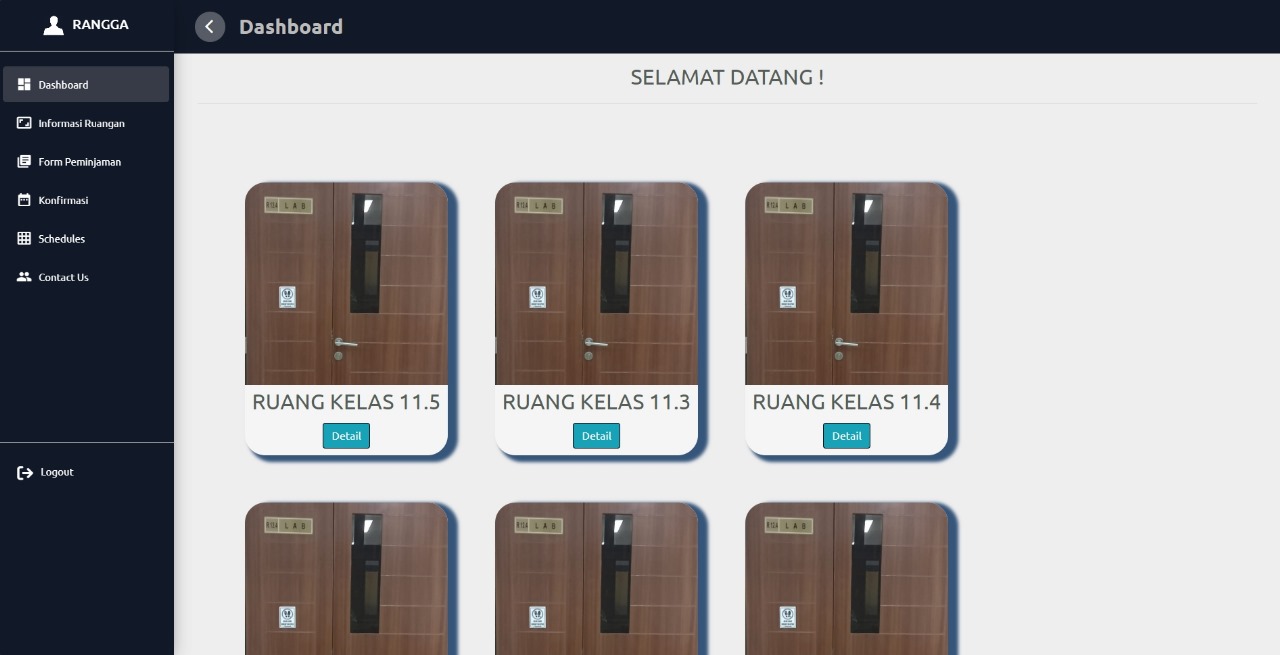 RANGGA
Dashboard
Dashboard
Informasi Ruangan
Form Peminjaman
Konfirmasi
Schedules
Contact Us
Logout
SELAMAT DATANG !
LAB
LAB
LAB
RUANG KELAS 11.5
RUANG KELAS 11.3
RUANG KELAS 11.4
Detail
Detail
Detail
LAB
LAB
LAB